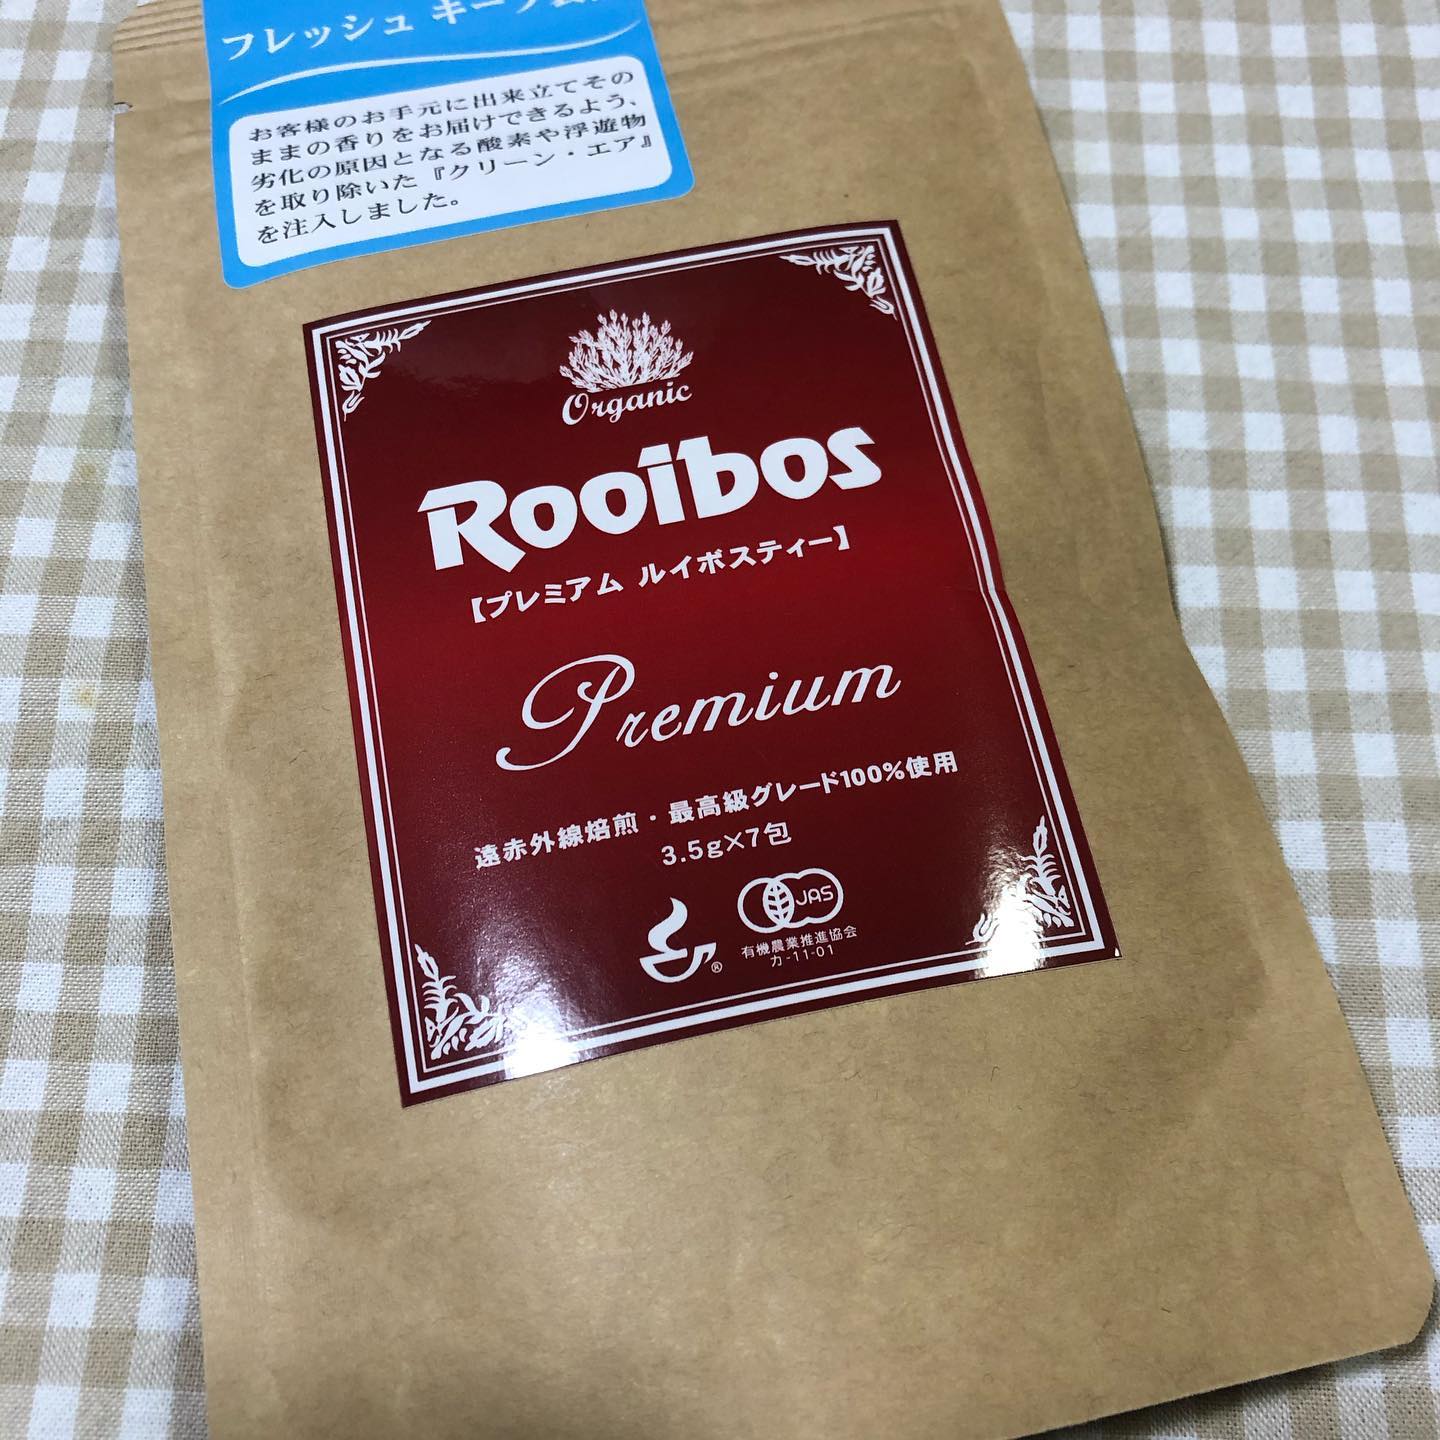 フレッシュ キープ
お客様のお手元に出来立てその
ままの香りをお届けできるよう、
劣化の原因となる酸素や浮遊物
を取り除いた『クリーン・エア』
を注入しました。
Organic
Rooibos
【プレミアム ルイボスティー】
Premium
遠赤外線焙煎・最高級グレード100%使用
3.5g×7包
®
JAS
有機農業推進協会
カ-11-01